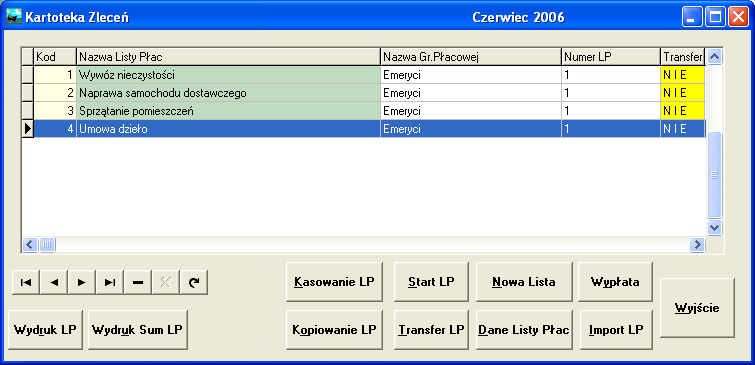 Kartoteka Zleceń Czerwiec 2006
Kod Nazwa Listy Płac Nazwa Gr.Płacowej Numer LP Transfer
1 Wywóz nieczystości Emeryci 1 N I E
2 Naprawa samochodu dostawczego Emeryci 1 N I E
3 Sprzątanie pomieszczeń Emeryci 1 N I E
4 Umowa dzieło Emeryci 1 N I E
Kasowanie LP Start LP Nowa Lista Wypłata
Wyjście
Wydruk LP Wydruk Sum LP Kopiowanie LP Transfer LP Dane Listy Płac Import LP